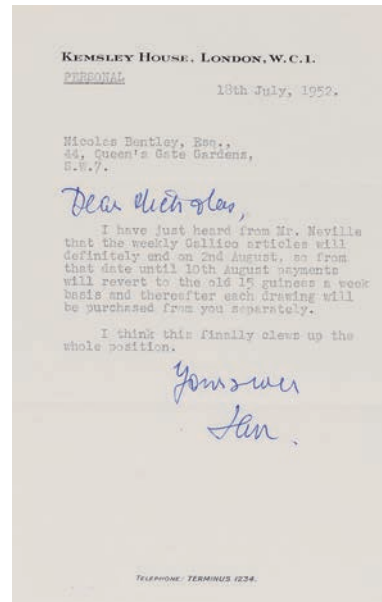 KEMSLEY HOUSE, LONDON, W.C.1.
PERSONAL
18th July, 1952.
Nicolas Bentley, Esq.,
44, Queen's Gate Gardens,
S.W.7.
Dear Nicholas,
I have just heard from Mr. Neville
that the weekly Gallico articles will
definitely end on 2nd August, so from
that date until 10th August payments
will revert to the old 15 guineas a week
basis and thereafter each drawing will
be purchased from you separately.
I think this finally clews up the
whole position.
Yours ever
TELEPHONE: TERMINUS 1234.